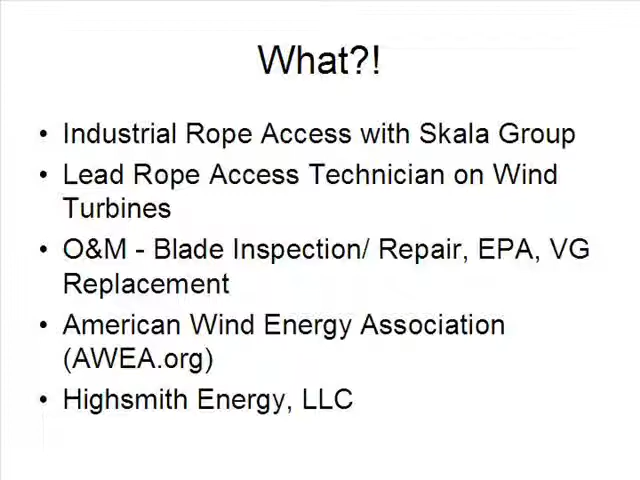 What?!
• Industrial Rope Access with Skala Group
• Lead Rope Access Technician on Wind
Turbines
• O&M - Blade Inspection/ Repair, EPA, VG
Replacement
• American Wind Energy Association
(AWEA.org)
• Highsmith Energy, LLC